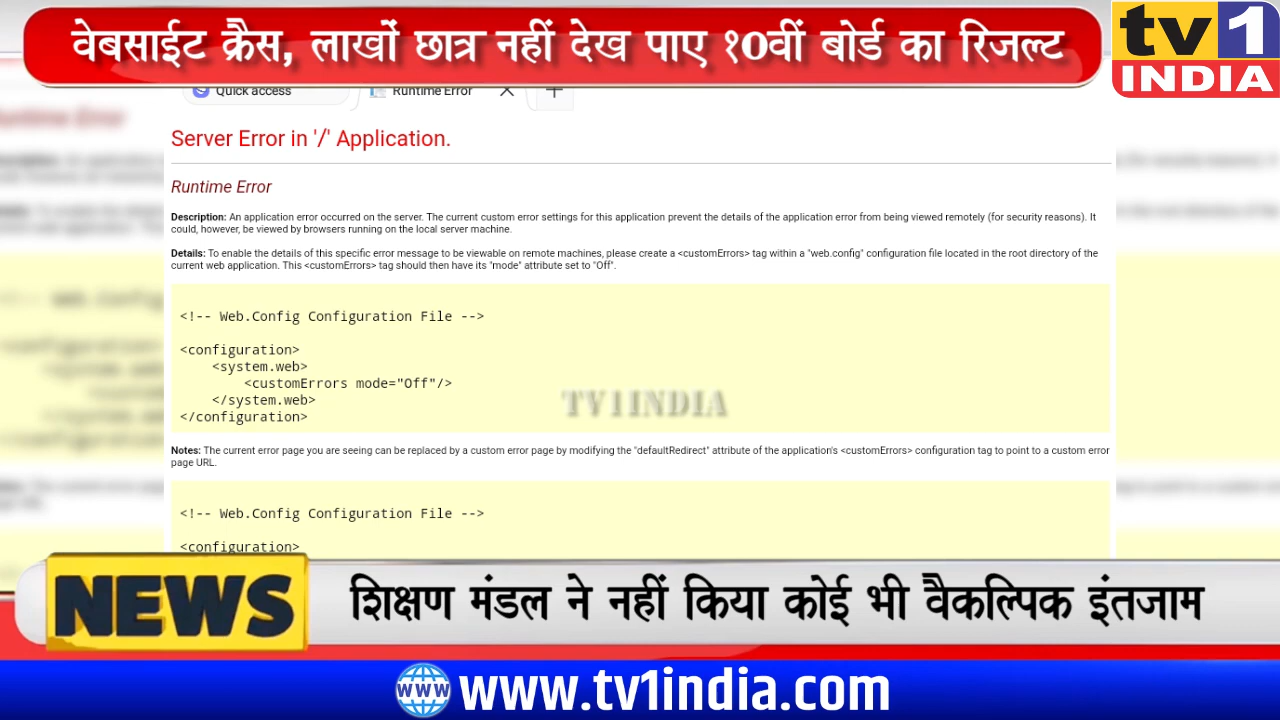 वेबसाईट क्रैस, लाखों छात्र नहीं देख पाए १0वीं बोर्ड का रिजल्ट
tv1
INDIA
Quick access
Runtime Error
Server Error in '/' Application.
Runtime Error
Description: An application error occurred on the server. The current custom error settings for this application prevent the details of the application error from being viewed remotely (for security reasons). It
could, however, be viewed by browsers running on the local server machine.
Details: To enable the details of this specific error message to be viewable on remote machines, please create a <customErrors> tag within a "web.config" configuration file located in the root directory of the
current web application. This <customErrors> tag should then have its "mode" attribute set to "Off".
<!-- Web.Config Configuration File -->
<configuration>
<system.web>
<customErrors mode="Off"/>
</system.web>
</configuration>
TV1INDIA
Notes: The current error page you are seeing can be replaced by a custom error page by modifying the "defaultRedirect" attribute of the application's <customErrors> configuration tag to point to a custom error
page URL.
<!-- Web.Config Configuration File -->
<configuration>
NEWS
शिक्षण मंडल ने नहीं किया कोई भी वैकल्पिक इंतजाम
www
www.tv1india.com